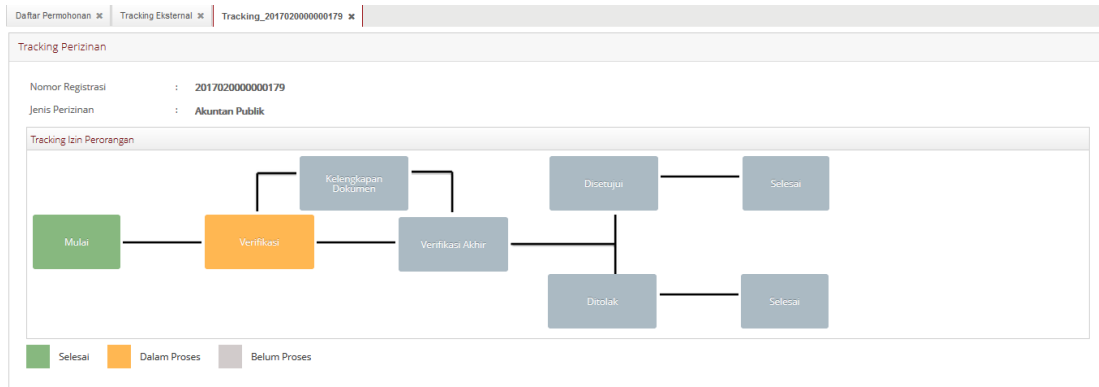 Daftar Permohonan × Tracking Eksternal × Tracking_2017020000000179 ×
Tracking Perizinan
Nomor Registrasi : 2017020000000179
Jenis Perizinan : Akuntan Publik
Tracking Izin Perorangan
Kelengkapan
Dokumen
Disetujui
Selesai
Mulai
Verifikasi
Verifikasi Akhir
Ditolak
Selesai
Selesai
Dalam Proses
Belum Proses